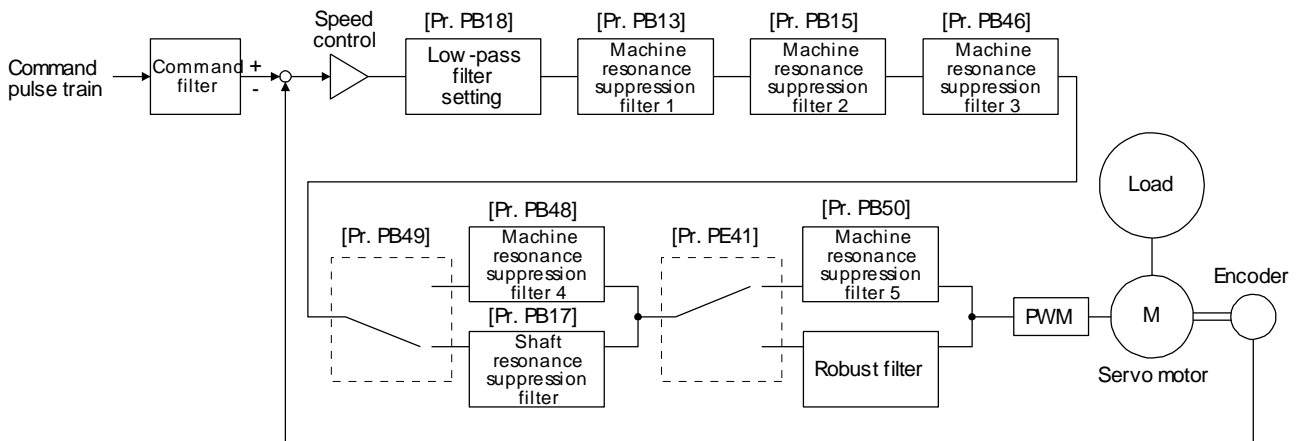 Speed
control
[Pr. PB18]
[Pr. PB13]
[Pr. PB15]
[Pr. PB46]
Command
pulse train
Command
filter
+
-
Low-pass
filter
setting
Machine
resonance
suppression
filter 1
Machine
resonance
suppression
filter 2
Machine
resonance
suppression
filter 3
Load
[Pr. PB49]
[Pr. PB48]
Machine
resonance
suppression
filter 4
[Pr. PB17]
Shaft
resonance
suppression
filter
[Pr. PE41]
[Pr. PB50]
Machine
resonance
suppression
filter 5
Robust filter
PWM
M
Servo motor
Encoder